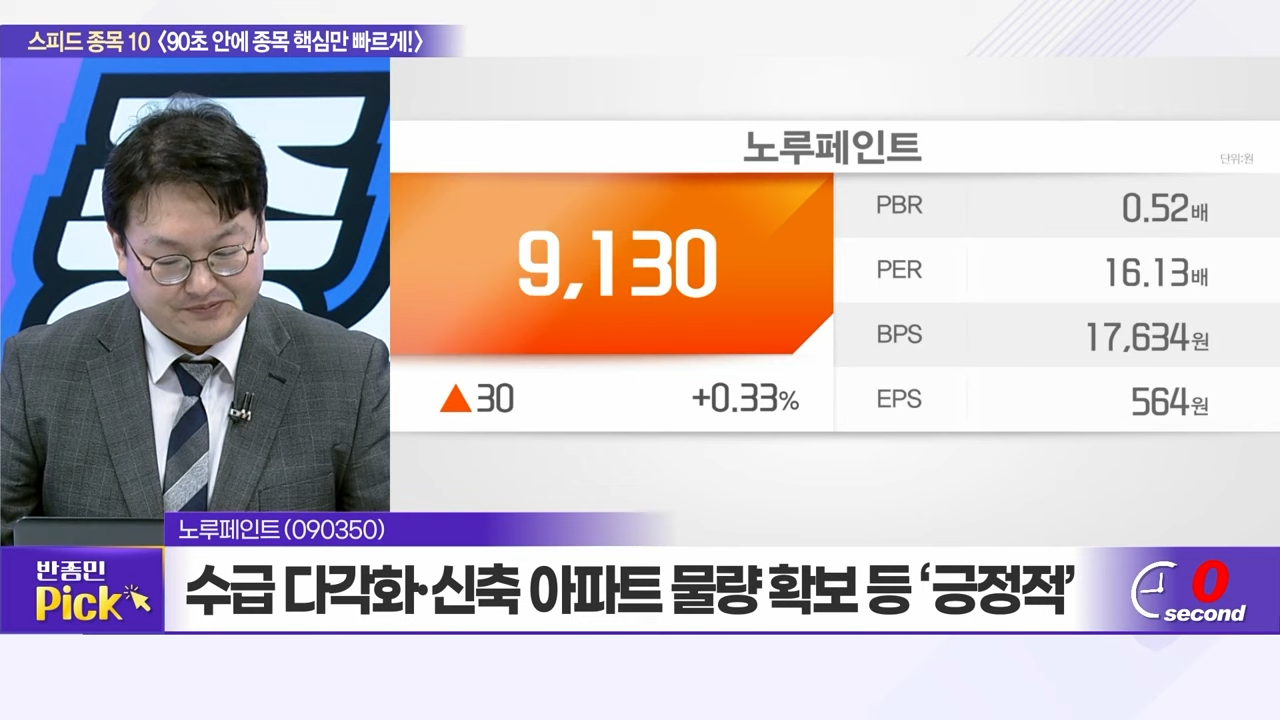 스피드 종목 10 〈90초 안에 종목 핵심만 빠르게!〉
노루페인트
단위:원
9,130
▲30 +0.33%
PBR 0.52배
PER 16.13배
BPS 17,634원
EPS 564원
노루페인트(090350)
반종민
Pick
수급 다각화·신축 아파트 물량 확보 등 ‘긍정적’
0
second